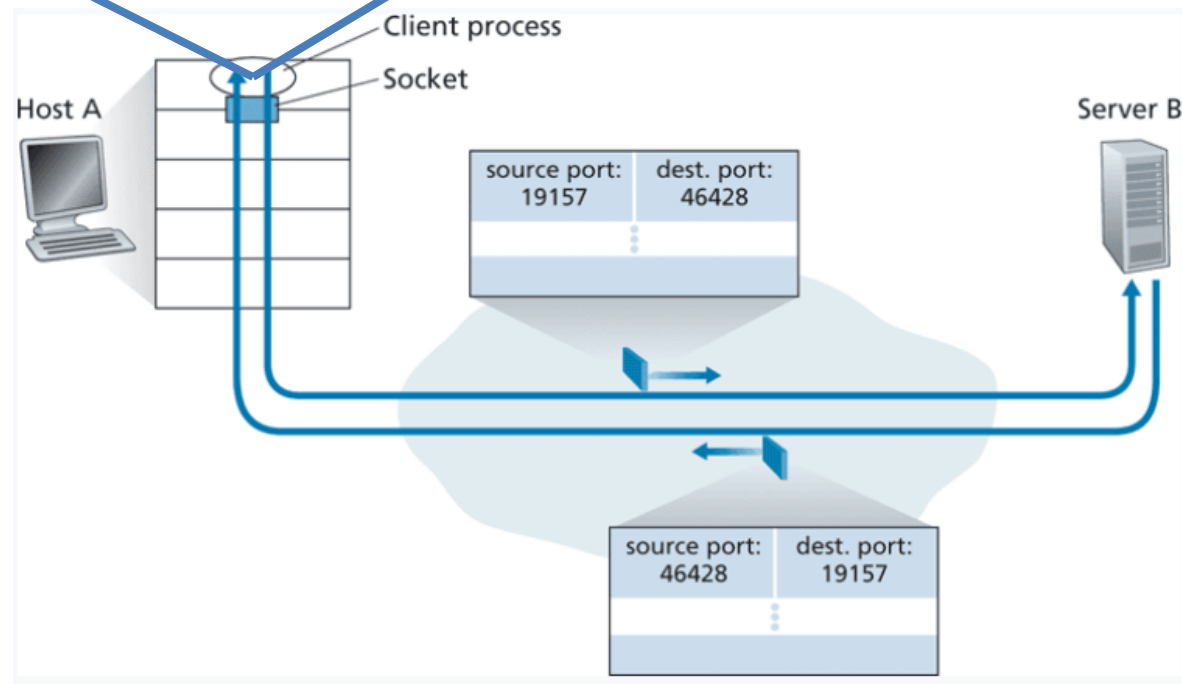 Client process
Socket
Host A
Server B
source port:
19157
dest. port:
46428
source port:
46428
dest. port:
19157